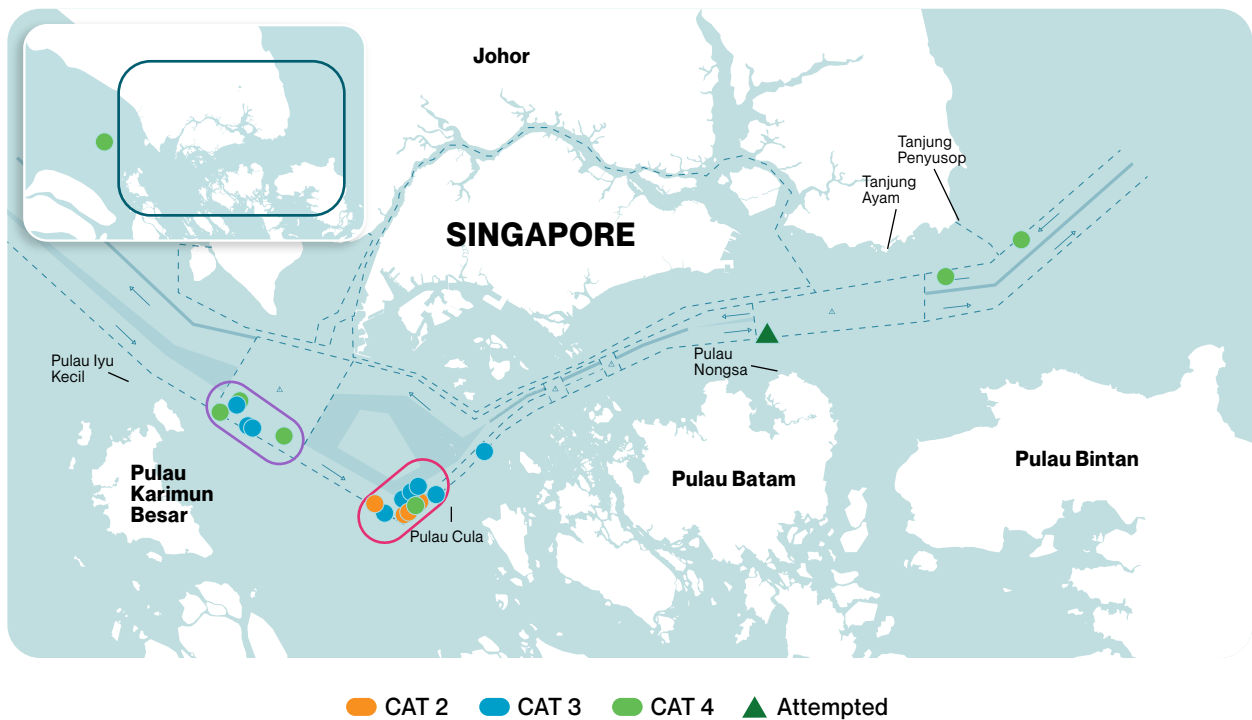 Johor
Tanjung
Penyusop
Tanjung
Ayam
SINGAPORE
Pulau Iyu
Kecil
Pulau
Nongsa
Pulau
Karimun
Besar
Pulau Batam
Pulau Bintan
Pulau Cula
CAT 2
CAT 3
CAT 4
Attempted